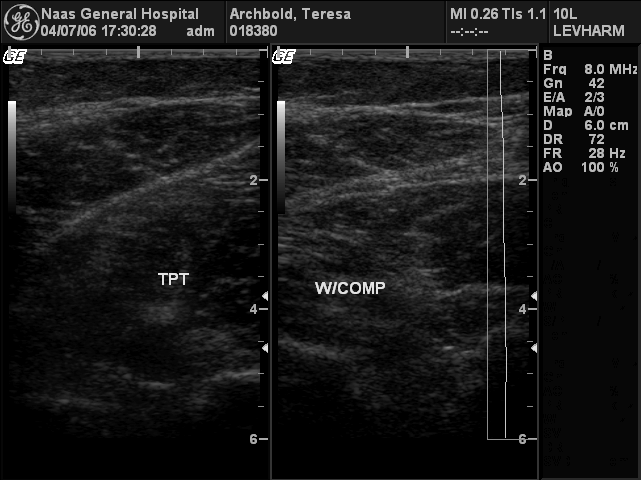 Naas General Hospital
04/07/06 17:30:28 adm
Archbold, Teresa
018380
MI 0.26 TIs 1.1
--:--:--
10L
LEVHARM
GE
GE
B
Frq 8.0 MHz
Gn 42
E/A 2/3
Map A/0
D 6.0 cm
DR 72
FR 28 Hz
AO 100 %
2
2
TPT
W/COMP
4
4
6
6